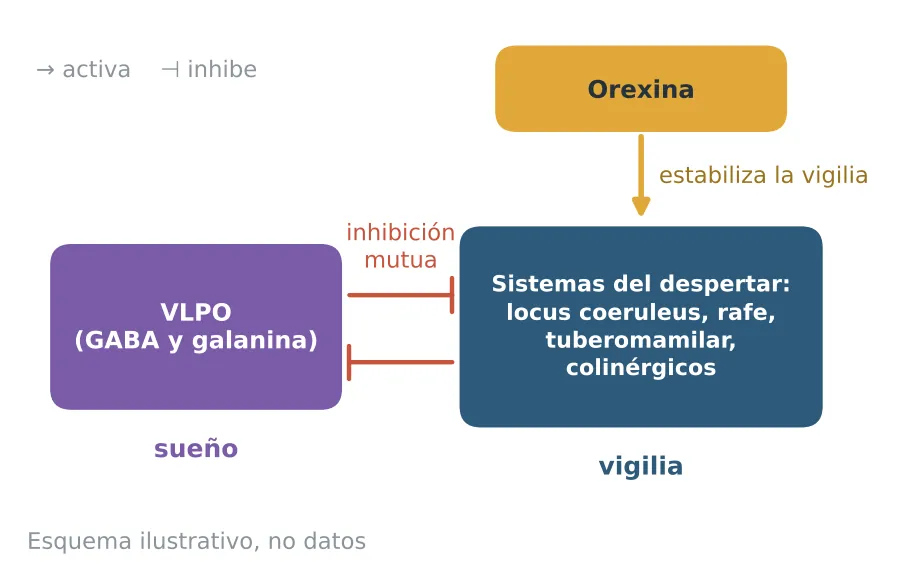 → activa ⊣ inhibe
Orexina
estabiliza la vigilia
inhibición
mutua
VLPO
(GABA y galanina)
Sistemas del despertar:
locus coeruleus, rafe,
tuberomamilar,
colinérgicos
sueño
vigilia
Esquema ilustrativo, no datos